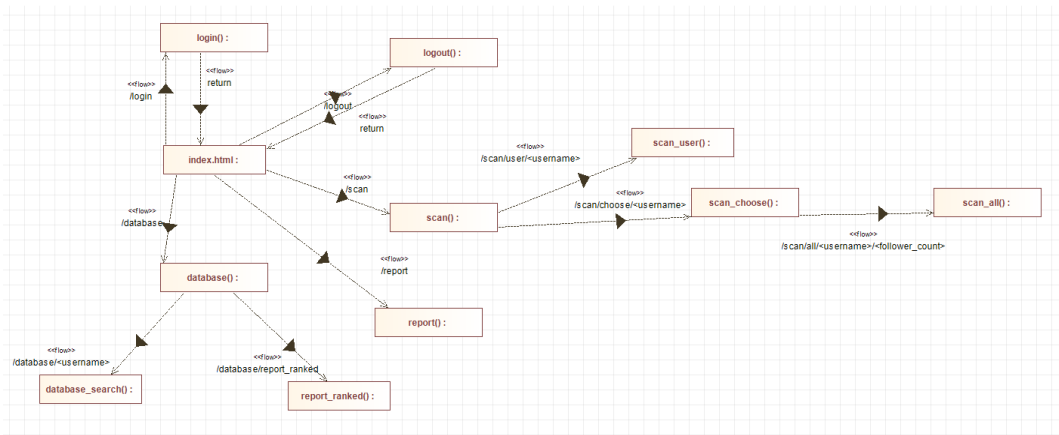 login() :
logout() :
<<flow>>
/login
<<flow>>
return
<<flow>>
/logout
<<flow>>
return
index.html :
scan_user() :
<<flow>>
/scan/user/<username>
<<flow>>
/scan
<<flow>>
/scan/choose/<username>
scan() :
scan_choose() :
scan_all() :
<<flow>>
/database
<<flow>>
/scan/all/<username>/<follower_count>
<<flow>>
/report
database() :
report() :
<<flow>>
/database/<username>
<<flow>>
/database/report_ranked
database_search() :
report_ranked() :